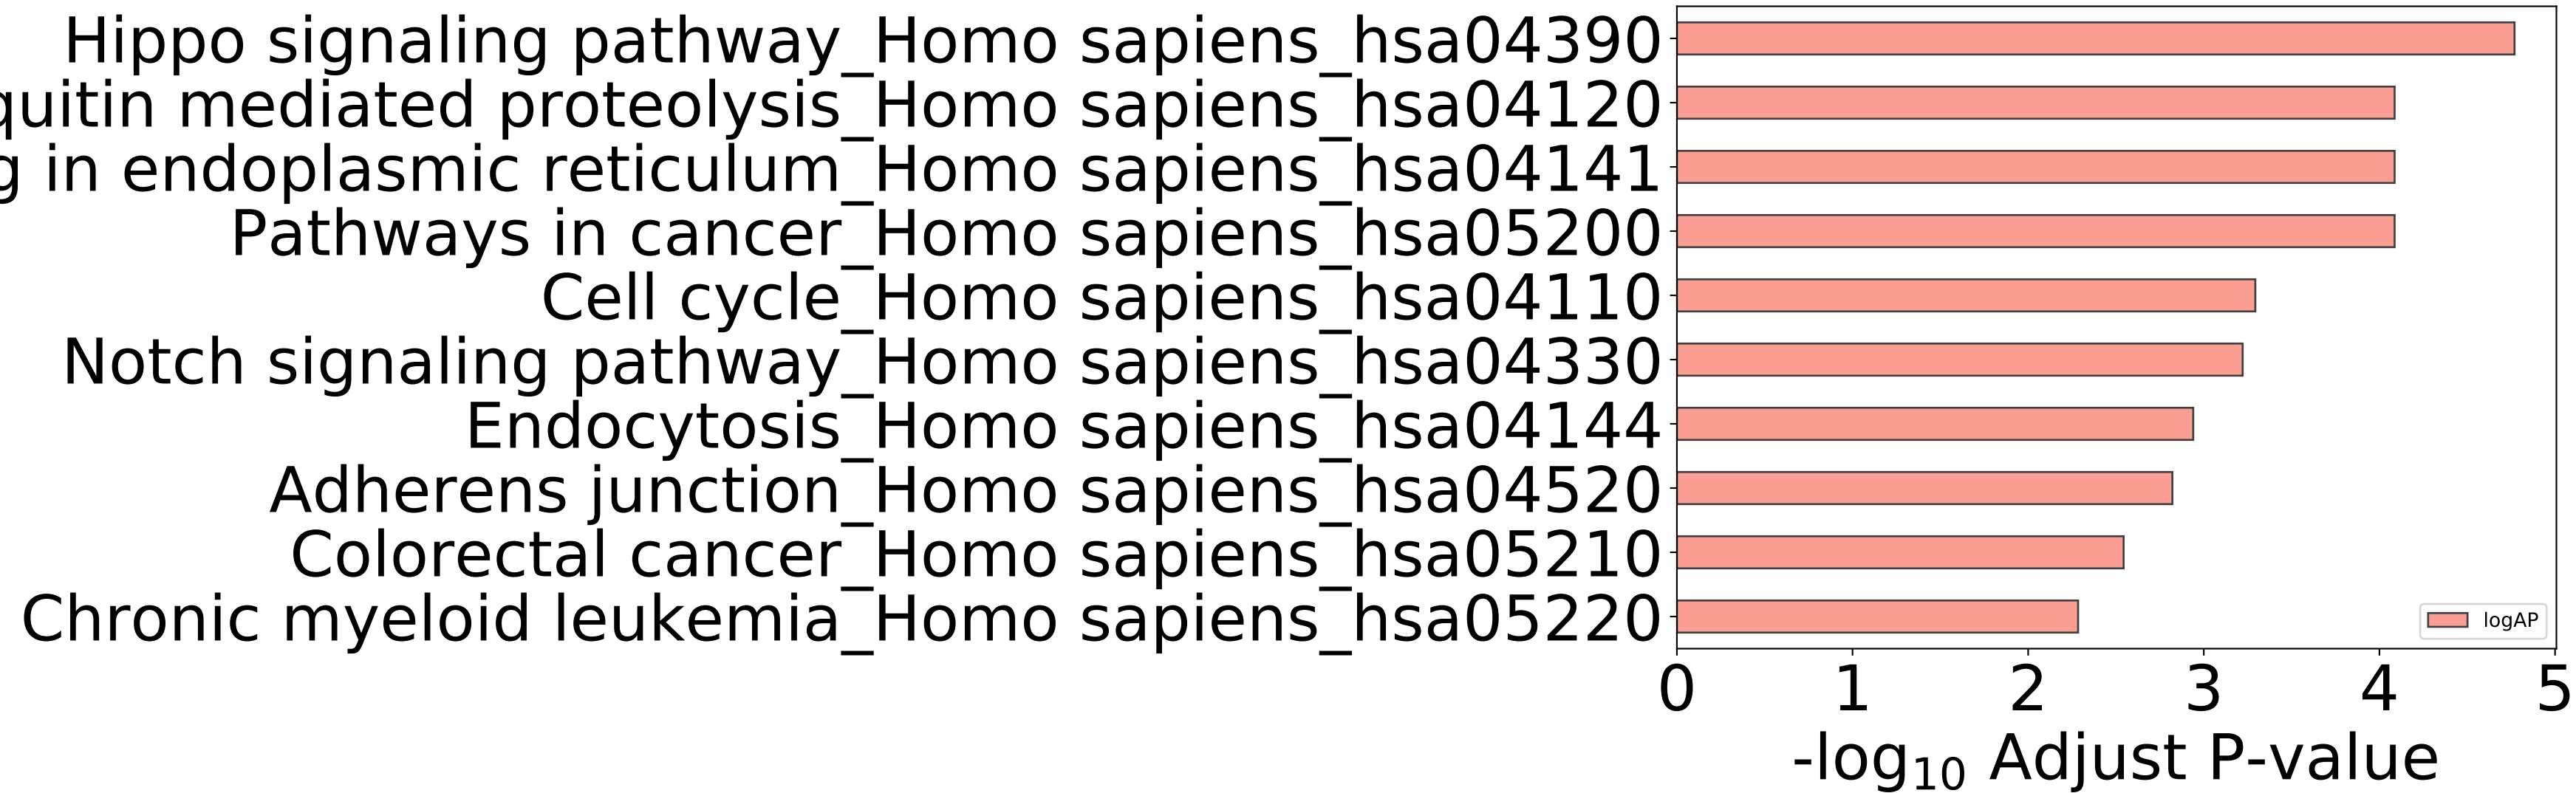 Hippo signaling pathway_Homo sapiens_hsa04390
mediated proteolysis_Homo sapiens_hsa04120
in endoplasmic reticulum_Homo sapiens_hsa04141
Pathways in cancer_Homo sapiens_hsa05200
Cell cycle_Homo sapiens_hsa04110
Notch signaling pathway_Homo sapiens_hsa04330
Endocytosis_Homo sapiens_hsa04144
Adherens junction_Homo sapiens_hsa04520
Colorectal cancer_Homo sapiens_hsa05210
Chronic myeloid leukemia_Homo sapiens_hsa05220
logAP
0 1 2 3 4 5
-log10 Adjust P-value